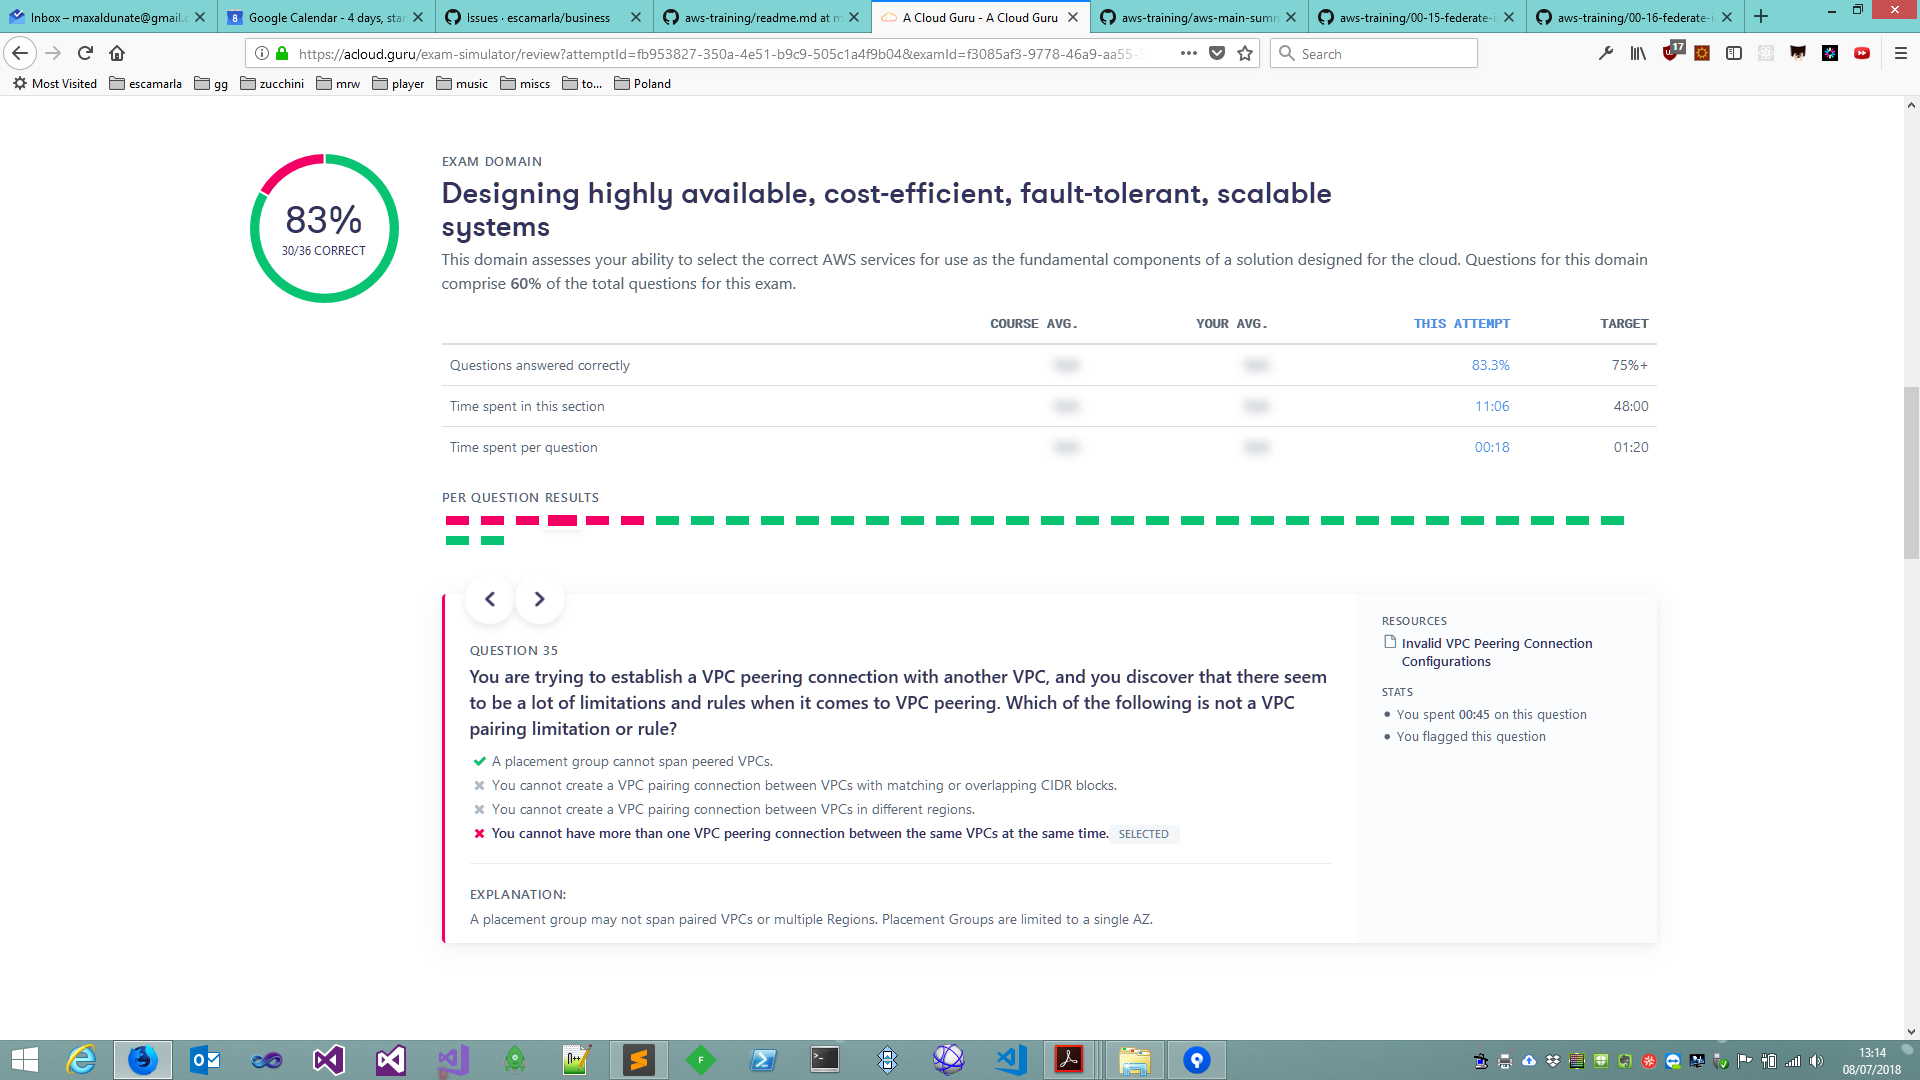 Inbox – maxaldunate@gmail.c
Google Calendar - 4 days, star
Issues · escamarla/business
aws-training/readme.md at m
A Cloud Guru - A Cloud Guru
aws-training/aws-main-summ
aws-training/00-15-federate-i
aws-training/00-16-federate-i
https://acloud.guru/exam-simulator/review?attemptId=fb953827-350a-4e51-b9c9-505c1a4f9b04&examId=f3085af3-9778-46a9-aa55-
Search
17
Most Visited
escamarla
gg
zucchini
mrw
player
music
miscs
to...
Poland
83%
30/36 CORRECT
EXAM DOMAIN
Designing highly available, cost-efficient, fault-tolerant, scalable
systems
This domain assesses your ability to select the correct AWS services for use as the fundamental components of a solution designed for the cloud. Questions for this domain
comprise 60% of the total questions for this exam.
COURSE AVG. YOUR AVG. THIS ATTEMPT TARGET
Questions answered correctly 83.3% 75%+
Time spent in this section 11:06 48:00
Time spent per question 00:18 01:20
PER QUESTION RESULTS
QUESTION 35
You are trying to establish a VPC peering connection with another VPC, and you discover that there seem
to be a lot of limitations and rules when it comes to VPC peering. Which of the following is not a VPC
pairing limitation or rule?
A placement group cannot span peered VPCs.
You cannot create a VPC pairing connection between VPCs with matching or overlapping CIDR blocks.
You cannot create a VPC pairing connection between VPCs in different regions.
You cannot have more than one VPC peering connection between the same VPCs at the same time. SELECTED
EXPLANATION:
A placement group may not span paired VPCs or multiple Regions. Placement Groups are limited to a single AZ.
RESOURCES
Invalid VPC Peering Connection
Configurations
STATS
You spent 00:45 on this question
You flagged this question
13:14
08/07/2018